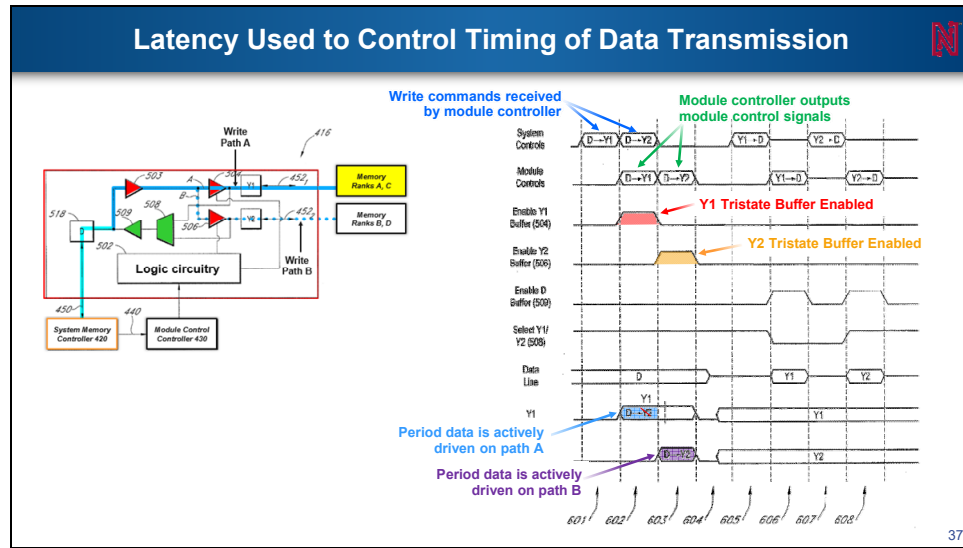 Latency Used to Control Timing of Data Transmission
N
Write
Path A
416
503
A
504
Y1
452₁
Memory
Ranks A, C
B
518
D
509
508
506
Y2
452₂
Memory
Ranks B, D
502
Logic circuitry
Write
Path B
450
440
System Memory
Controller 420
Module Control
Controller 430
Write commands received
by module controller
Module controller outputs
module control signals
System
Controls
D→Y1
D→Y2
Y1→D
Y2→D
Module
Controls
D→Y1
D→Y2
Y1→D
Y2→D
Enable Y1
Buffer (504)
Y1 Tristate Buffer Enabled
Enable Y2
Buffer (506)
Y2 Tristate Buffer Enabled
Enable D
Buffer (509)
Select Y1/
Y2 (508)
Data
Line
D
Y1
Y2
Y1
Y1
Y1
Period data is actively
driven on path A
Y2
Period data is actively
driven on path B
601
602
603
604
605
606
607
608
37